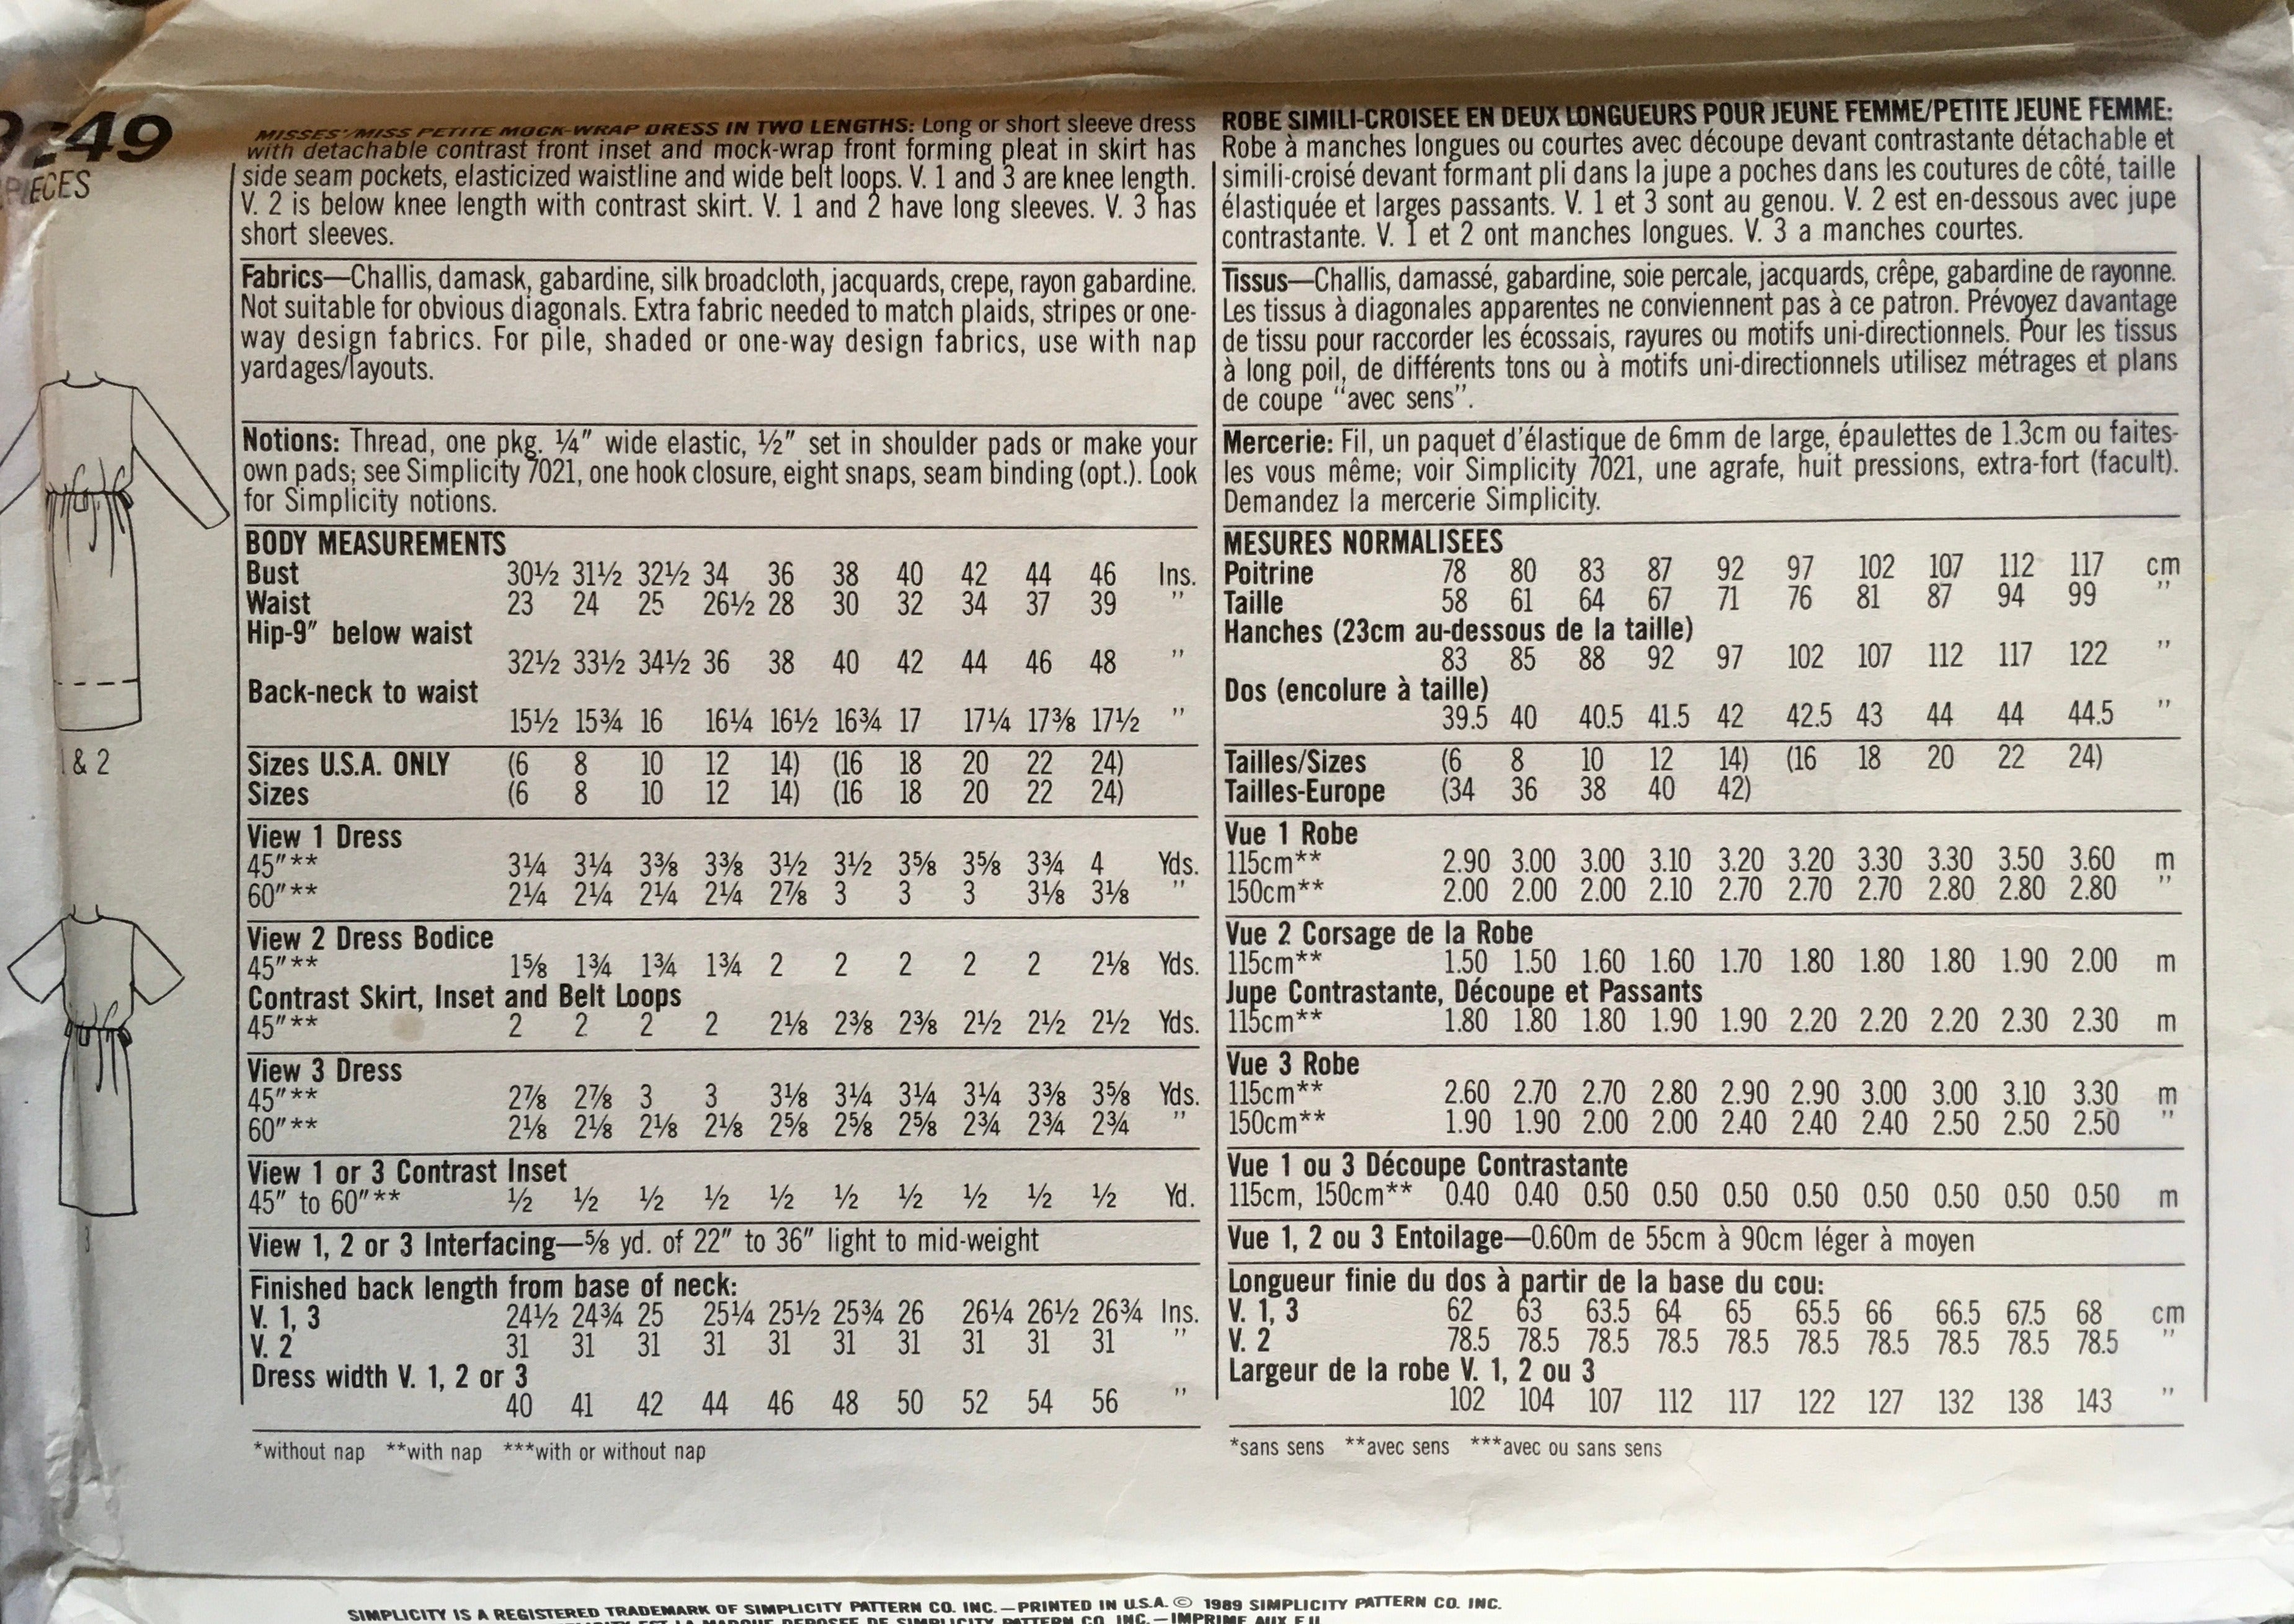 9249
PIECES
1 & 2
3
MISSES'/MISS PETITE MOCK-WRAP DRESS IN TWO LENGTHS: Long or short sleeve dress
with detachable contrast front inset and mock-wrap front forming pleat in skirt has
side seam pockets, elasticized waistline and wide belt loops. V. 1 and 3 are knee length.
V. 2 is below knee length with contrast skirt. V. 1 and 2 have long sleeves. V. 3 has
short sleeves.
Fabrics—Challis, damask, gabardine, silk broadcloth, jacquards, crepe, rayon gabardine.
Not suitable for obvious diagonals. Extra fabric needed to match plaids, stripes or one-
way design fabrics. For pile, shaded or one-way design fabrics, use with nap
yardages/layouts.
Notions: Thread, one pkg. ¼" wide elastic, ½" set in shoulder pads or make your
own pads; see Simplicity 7021, one hook closure, eight snaps, seam binding (opt.). Look
for Simplicity notions.
BODY MEASUREMENTS
Bust 30½ 31½ 32½ 34 36 38 40 42 44 46 Ins.
Waist 23 24 25 26½ 28 30 32 34 37 39 "
Hip-9" below waist
32½ 33½ 34½ 36 38 40 42 44 46 48 "
Back-neck to waist
15½ 15¾ 16 16¼ 16½ 16¾ 17 17¼ 17⅜ 17½ "
Sizes U.S.A. ONLY (6 8 10 12 14) (16 18 20 22 24)
Sizes (6 8 10 12 14) (16 18 20 22 24)
View 1 Dress
45"** 3¼ 3¼ 3⅜ 3⅜ 3½ 3½ 3⅝ 3⅝ 3¾ 4 Yds.
60"** 2¼ 2¼ 2¼ 2¼ 2⅞ 3 3 3 3⅛ 3⅛ "
View 2 Dress Bodice
45"** 1⅝ 1¾ 1¾ 1¾ 2 2 2 2 2 2⅛ Yds.
Contrast Skirt, Inset and Belt Loops
45"** 2 2 2 2 2⅛ 2⅜ 2⅜ 2½ 2½ 2½ Yds.
View 3 Dress
45"** 2⅞ 2⅞ 3 3 3⅛ 3¼ 3¼ 3¼ 3⅜ 3⅝ Yds.
60"** 2⅛ 2⅛ 2⅛ 2⅛ 2⅝ 2⅝ 2⅝ 2¾ 2¾ 2¾ "
View 1 or 3 Contrast Inset
45" to 60"** ½ ½ ½ ½ ½ ½ ½ ½ ½ ½ Yd.
View 1, 2 or 3 Interfacing—⅝ yd. of 22" to 36" light to mid-weight
Finished back length from base of neck:
V. 1, 3 24½ 24¾ 25 25¼ 25½ 25¾ 26 26¼ 26½ 26¾ Ins.
V. 2 31 31 31 31 31 31 31 31 31 31 "
Dress width V. 1, 2 or 3
40 41 42 44 46 48 50 52 54 56 "
*without nap **with nap ***with or without nap
ROBE SIMILI-CROISEE EN DEUX LONGUEURS POUR JEUNE FEMME/PETITE JEUNE FEMME:
Robe à manches longues ou courtes avec découpe devant contrastante détachable et
simili-croisé devant formant pli dans la jupe a poches dans les coutures de côté, taille
élastiquée et larges passants. V. 1 et 3 sont au genou. V. 2 est en-dessous avec jupe
contrastante. V. 1 et 2 ont manches longues. V. 3 a manches courtes.
Tissus—Challis, damassé, gabardine, soie percale, jacquards, crêpe, gabardine de rayonne.
Les tissus à diagonales apparentes ne conviennent pas à ce patron. Prévoyez davantage
de tissu pour raccorder les écossais, rayures ou motifs uni-directionnels. Pour les tissus
à long poil, de différents tons ou à motifs uni-directionnels utilisez métrages et plans
de coupe "avec sens".
Mercerie: Fil, un paquet d'élastique de 6mm de large, épaulettes de 1.3cm ou faites-
les vous même; voir Simplicity 7021, une agrafe, huit pressions, extra-fort (facult).
Demandez la mercerie Simplicity.
MESURES NORMALISEES
Poitrine 78 80 83 87 92 97 102 107 112 117 cm
Taille 58 61 64 67 71 76 81 87 94 99 "
Hanches (23cm au-dessous de la taille)
83 85 88 92 97 102 107 112 117 122 "
Dos (encolure à taille)
39.5 40 40.5 41.5 42 42.5 43 44 44 44.5 "
Tailles/Sizes (6 8 10 12 14) (16 18 20 22 24)
Tailles-Europe (34 36 38 40 42)
Vue 1 Robe
115cm** 2.90 3.00 3.00 3.10 3.20 3.20 3.30 3.30 3.50 3.60 m
150cm** 2.00 2.00 2.00 2.10 2.70 2.70 2.70 2.80 2.80 2.80 "
Vue 2 Corsage de la Robe
115cm** 1.50 1.50 1.60 1.60 1.70 1.80 1.80 1.80 1.90 2.00 m
Jupe Contrastante, Découpe et Passants
115cm** 1.80 1.80 1.80 1.90 1.90 2.20 2.20 2.20 2.30 2.30 m
Vue 3 Robe
115cm** 2.60 2.70 2.70 2.80 2.90 2.90 3.00 3.00 3.10 3.30 m
150cm** 1.90 1.90 2.00 2.00 2.40 2.40 2.40 2.50 2.50 2.50 "
Vue 1 ou 3 Découpe Contrastante
115cm, 150cm** 0.40 0.40 0.50 0.50 0.50 0.50 0.50 0.50 0.50 0.50 m
Vue 1, 2 ou 3 Entoilage—0.60m de 55cm à 90cm léger à moyen
Longueur finie du dos à partir de la base du cou:
V. 1, 3 62 63 63.5 64 65 65.5 66 66.5 67.5 68 cm
V. 2 78.5 78.5 78.5 78.5 78.5 78.5 78.5 78.5 78.5 78.5 "
Largeur de la robe V. 1, 2 ou 3
102 104 107 112 117 122 127 132 138 143 "
*sans sens **avec sens ***avec ou sans sens
SIMPLICITY IS A REGISTERED TRADEMARK OF SIMPLICITY PATTERN CO. INC.—PRINTED IN U.S.A. © 1989 SIMPLICITY PATTERN CO. INC.
EST LA MARQUE DEPOSEE DE SIMPLICITY PATTERN CO. INC.—IMPRIME AUX E.U.